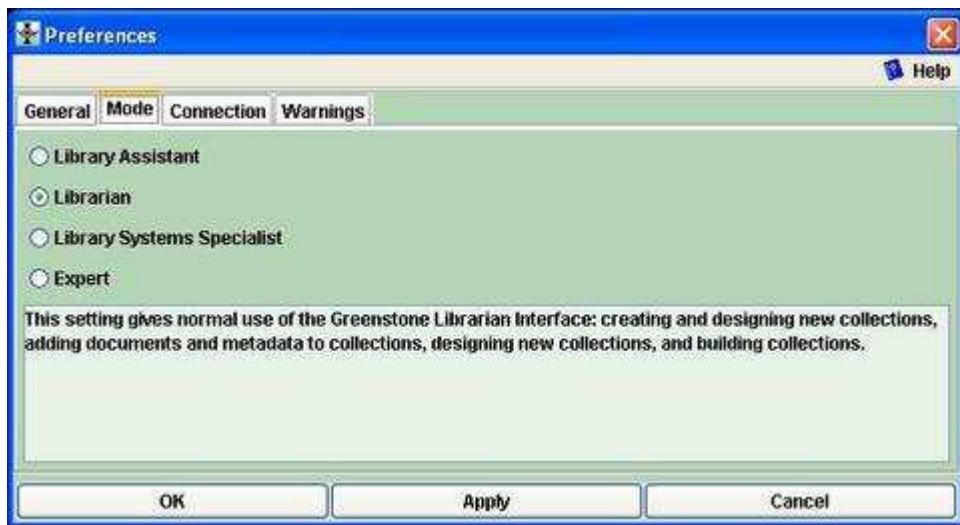 Preferences
Help
General Mode Connection Warnings
Library Assistant
Librarian
Library Systems Specialist
Expert
This setting gives normal use of the Greenstone Librarian Interface: creating and designing new collections,
adding documents and metadata to collections, designing new collections, and building collections.
OK Apply Cancel